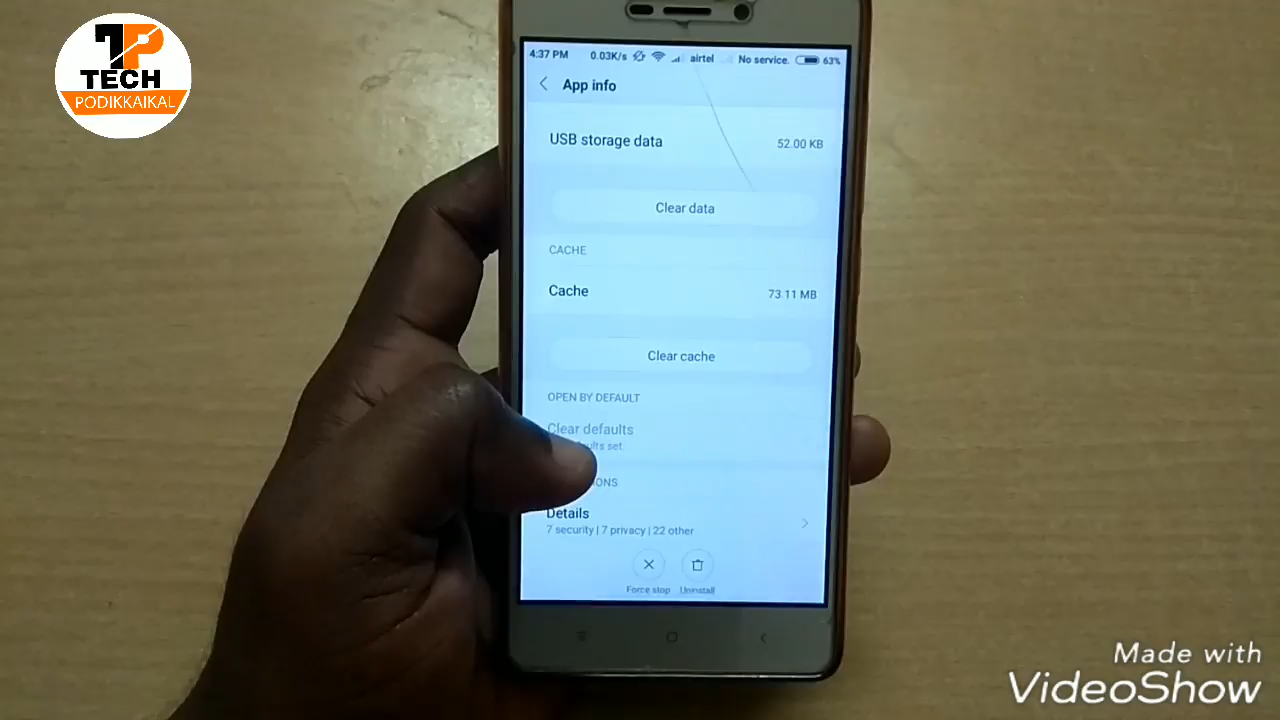 TP
TECH
PODIKKAIKAL
4:37 PM 0.03K/s airtel No service. 63%
App info
USB storage data 52.00 KB
Clear data
CACHE
Cache 73.11 MB
Clear cache
OPEN BY DEFAULT
Clear defaults
set.
Details
7 security | 7 privacy | 22 other
Force stop Uninstall
Made with
VideoShow